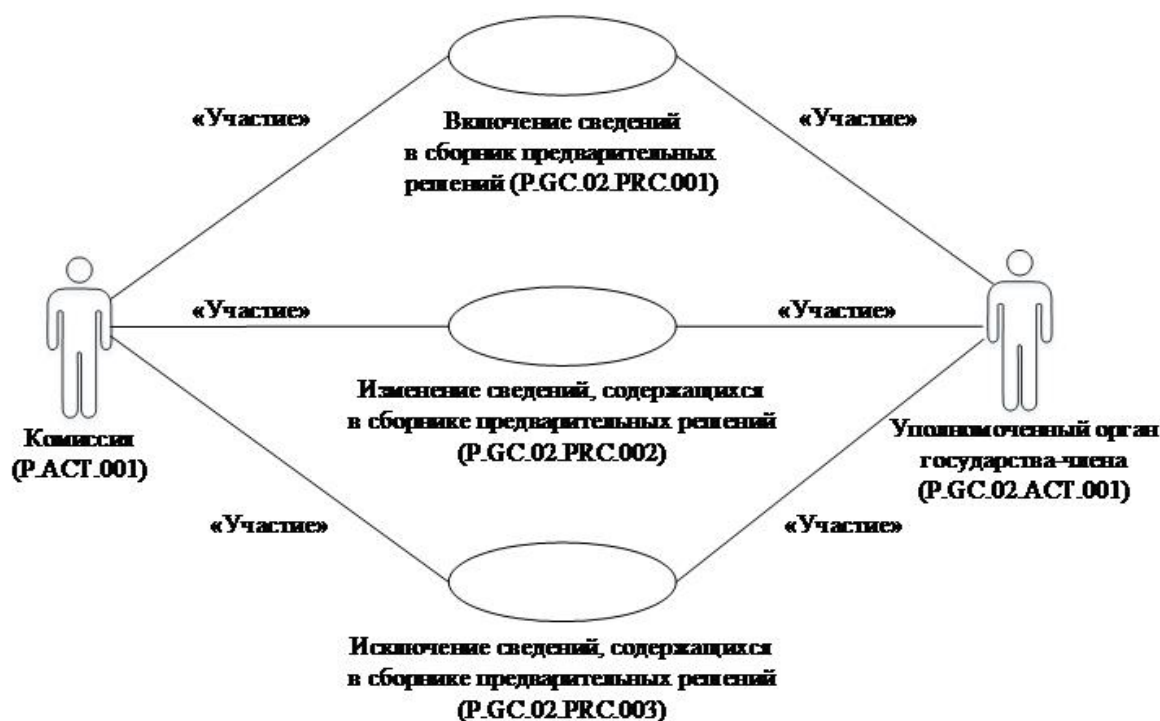 «Участие»
«Участие»
Включение сведений
в сборник предварительных
решений (P.GC.02.PRC.001)
«Участие»
«Участие»
Изменение сведений, содержащихся
в сборнике предварительных решений
(P.GC.02.PRC.002)
Комиссия
(P.ACT.001)
Уполномоченный орган
государства-члена
(P.GC.02.ACT.001)
«Участие»
«Участие»
Исключение сведений, содержащихся
в сборнике предварительных решений
(P.GC.02.PRC.003)